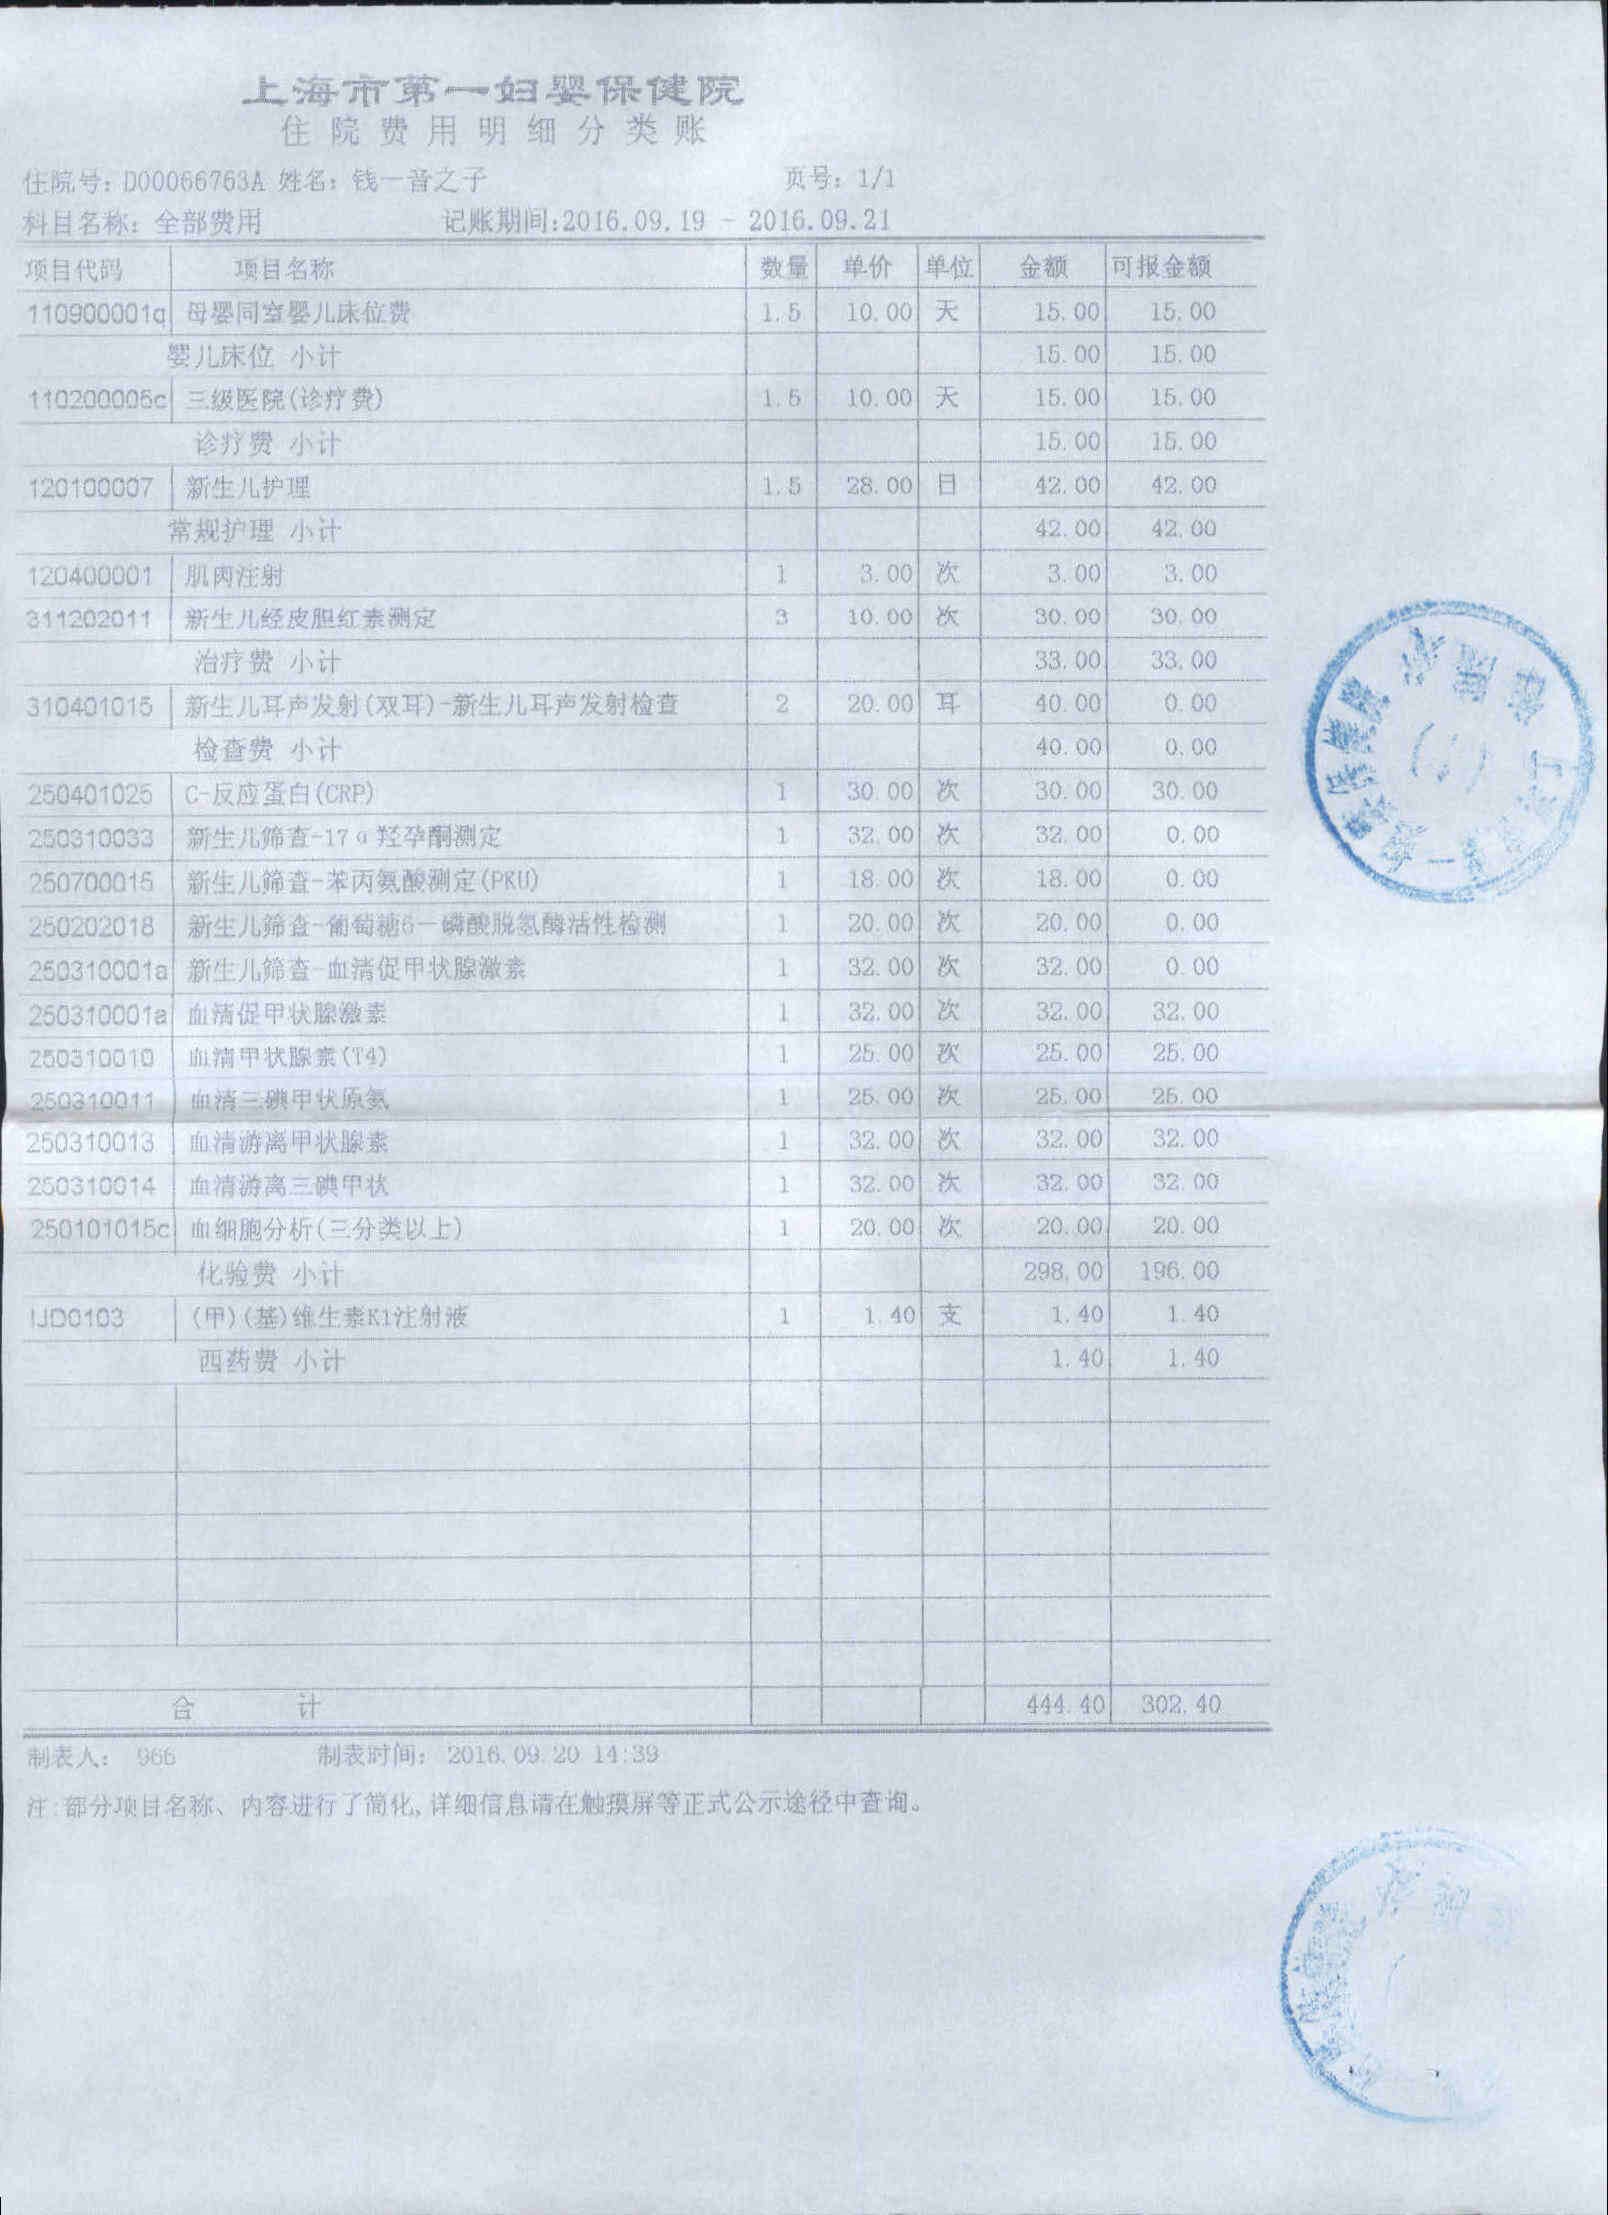 上海市第一妇婴保健院
住院费用明细分类账
住院号: D00066763A 姓名: 钱一音之子 页号: 1/1
科目名称: 全部费用 记账期间:2016.09.19 - 2016.09.21
项目代码 项目名称 数量 单价 单位 金额 可报金额
110900001q 母婴同室婴儿床位费 1.5 10.00 天 15.00 15.00
婴儿床位 小计 15.00 15.00
110200005c 三级医院(诊疗费) 1.5 10.00 天 15.00 15.00
诊疗费 小计 15.00 15.00
120100007 新生儿护理 1.5 28.00 日 42.00 42.00
常规护理 小计 42.00 42.00
120400001 肌肉注射 1 3.00 次 3.00 3.00
311202011 新生儿经皮胆红素测定 3 10.00 次 30.00 30.00
治疗费 小计 33.00 33.00
310401015 新生儿耳声发射(双耳)-新生儿耳声发射检查 2 20.00 耳 40.00 0.00
检查费 小计 40.00 0.00
250401025 C-反应蛋白(CRP) 1 30.00 次 30.00 30.00
250310033 新生儿筛查-17α羟孕酮测定 1 32.00 次 32.00 0.00
250700015 新生儿筛查-苯丙氨酸测定(PKU) 1 18.00 次 18.00 0.00
250202018 新生儿筛查-葡萄糖6-磷酸脱氢酶活性检测 1 20.00 次 20.00 0.00
250310001a 新生儿筛查-血清促甲状腺激素 1 32.00 次 32.00 0.00
250310001a 血清促甲状腺激素 1 32.00 次 32.00 32.00
250310010 血清甲状腺素(T4) 1 25.00 次 25.00 25.00
250310011 血清三碘甲状原氨 1 25.00 次 25.00 25.00
250310013 血清游离甲状腺素 1 32.00 次 32.00 32.00
250310014 血清游离三碘甲状 1 32.00 次 32.00 32.00
250101015c 血细胞分析(三分类以上) 1 20.00 次 20.00 20.00
化验费 小计 298.00 196.00
IJD0103 (甲)(基)维生素K1注射液 1 1.40 支 1.40 1.40
西药费 小计 1.40 1.40
合 计 444.40 302.40
制表人: 966 制表时间: 2016.09.20 14:39
注:部分项目名称、内容进行了简化,详细信息请在触摸屏等正式公示途径中查询。